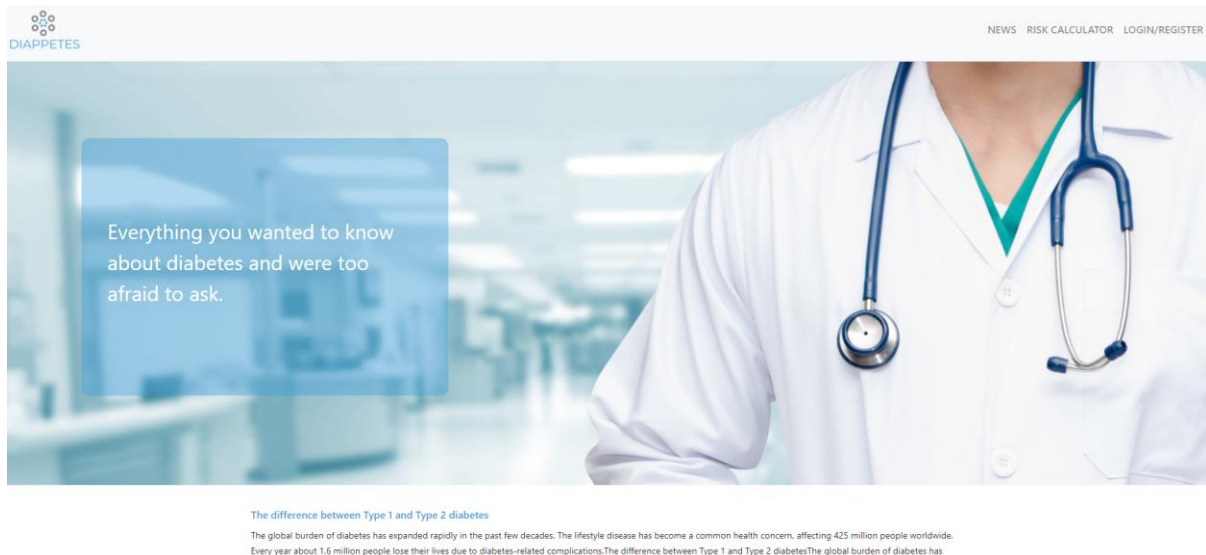 DIAPPETES
NEWS RISK CALCULATOR LOGIN/REGISTER
Everything you wanted to know
about diabetes and were too
afraid to ask.
The difference between Type 1 and Type 2 diabetes
The global burden of diabetes has expanded rapidly in the past few decades. The lifestyle disease has become a common health concern, affecting 425 million people worldwide.
Every year about 1.6 million people lose their lives due to diabetes-related complications.The difference between Type 1 and Type 2 diabetesThe global burden of diabetes has